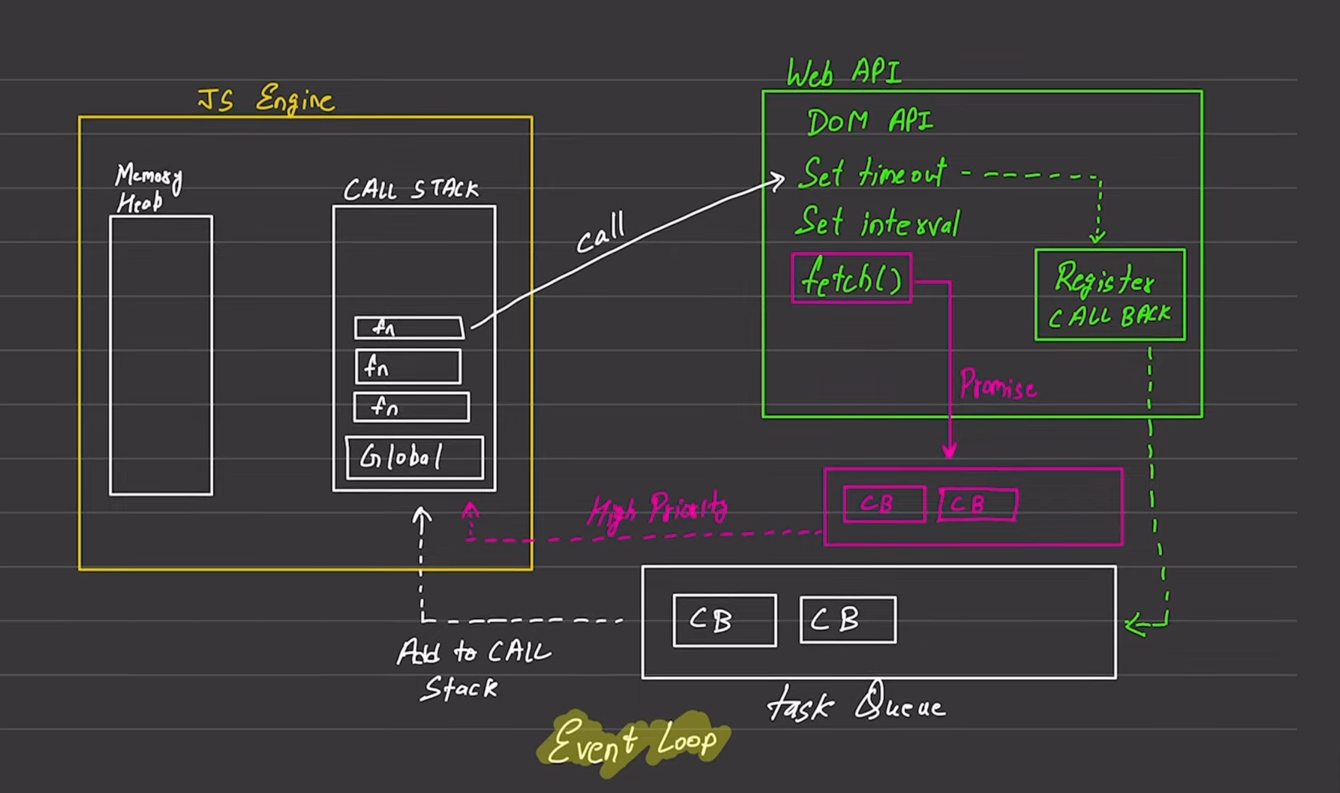 JS Engine
Memory
Heap
CALL STACK
fn
fn
fn
Global
call
Web API
DOM API
Set timeout
Set interval
fetch()
Register
CALL BACK
Promise
High Priority
CB
CB
CB
CB
Add to CALL
Stack
task Queue
Event Loop